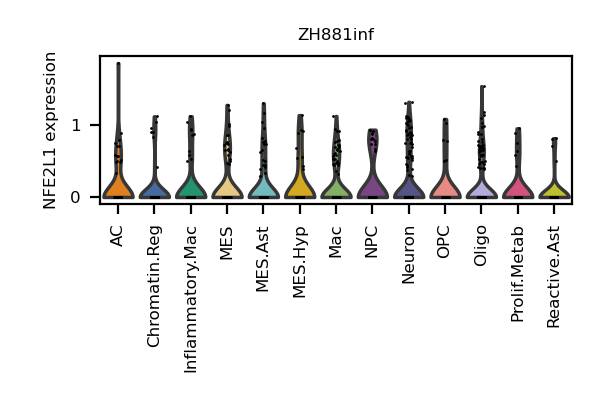 ZH881inf
NFE2L1 expression
1
0
AC
Chromatin.Reg
Inflammatory.Mac
MES
MES.Ast
MES.Hyp
Mac
NPC
Neuron
OPC
Oligo
Prolif.Metab
Reactive.Ast